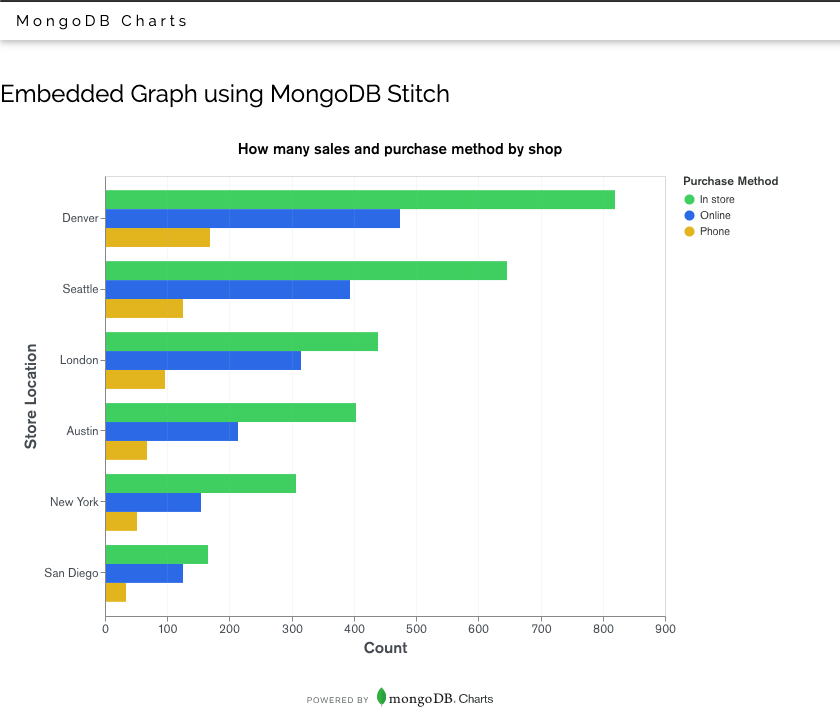 MongoDB Charts
Embedded Graph using MongoDB Stitch
How many sales and purchase method by shop
Purchase Method
In store
Online
Phone
Store Location
Denver
Seattle
London
Austin
New York
San Diego
0 100 200 300 400 500 600 700 800 900
Count
POWERED BY mongoDB. Charts